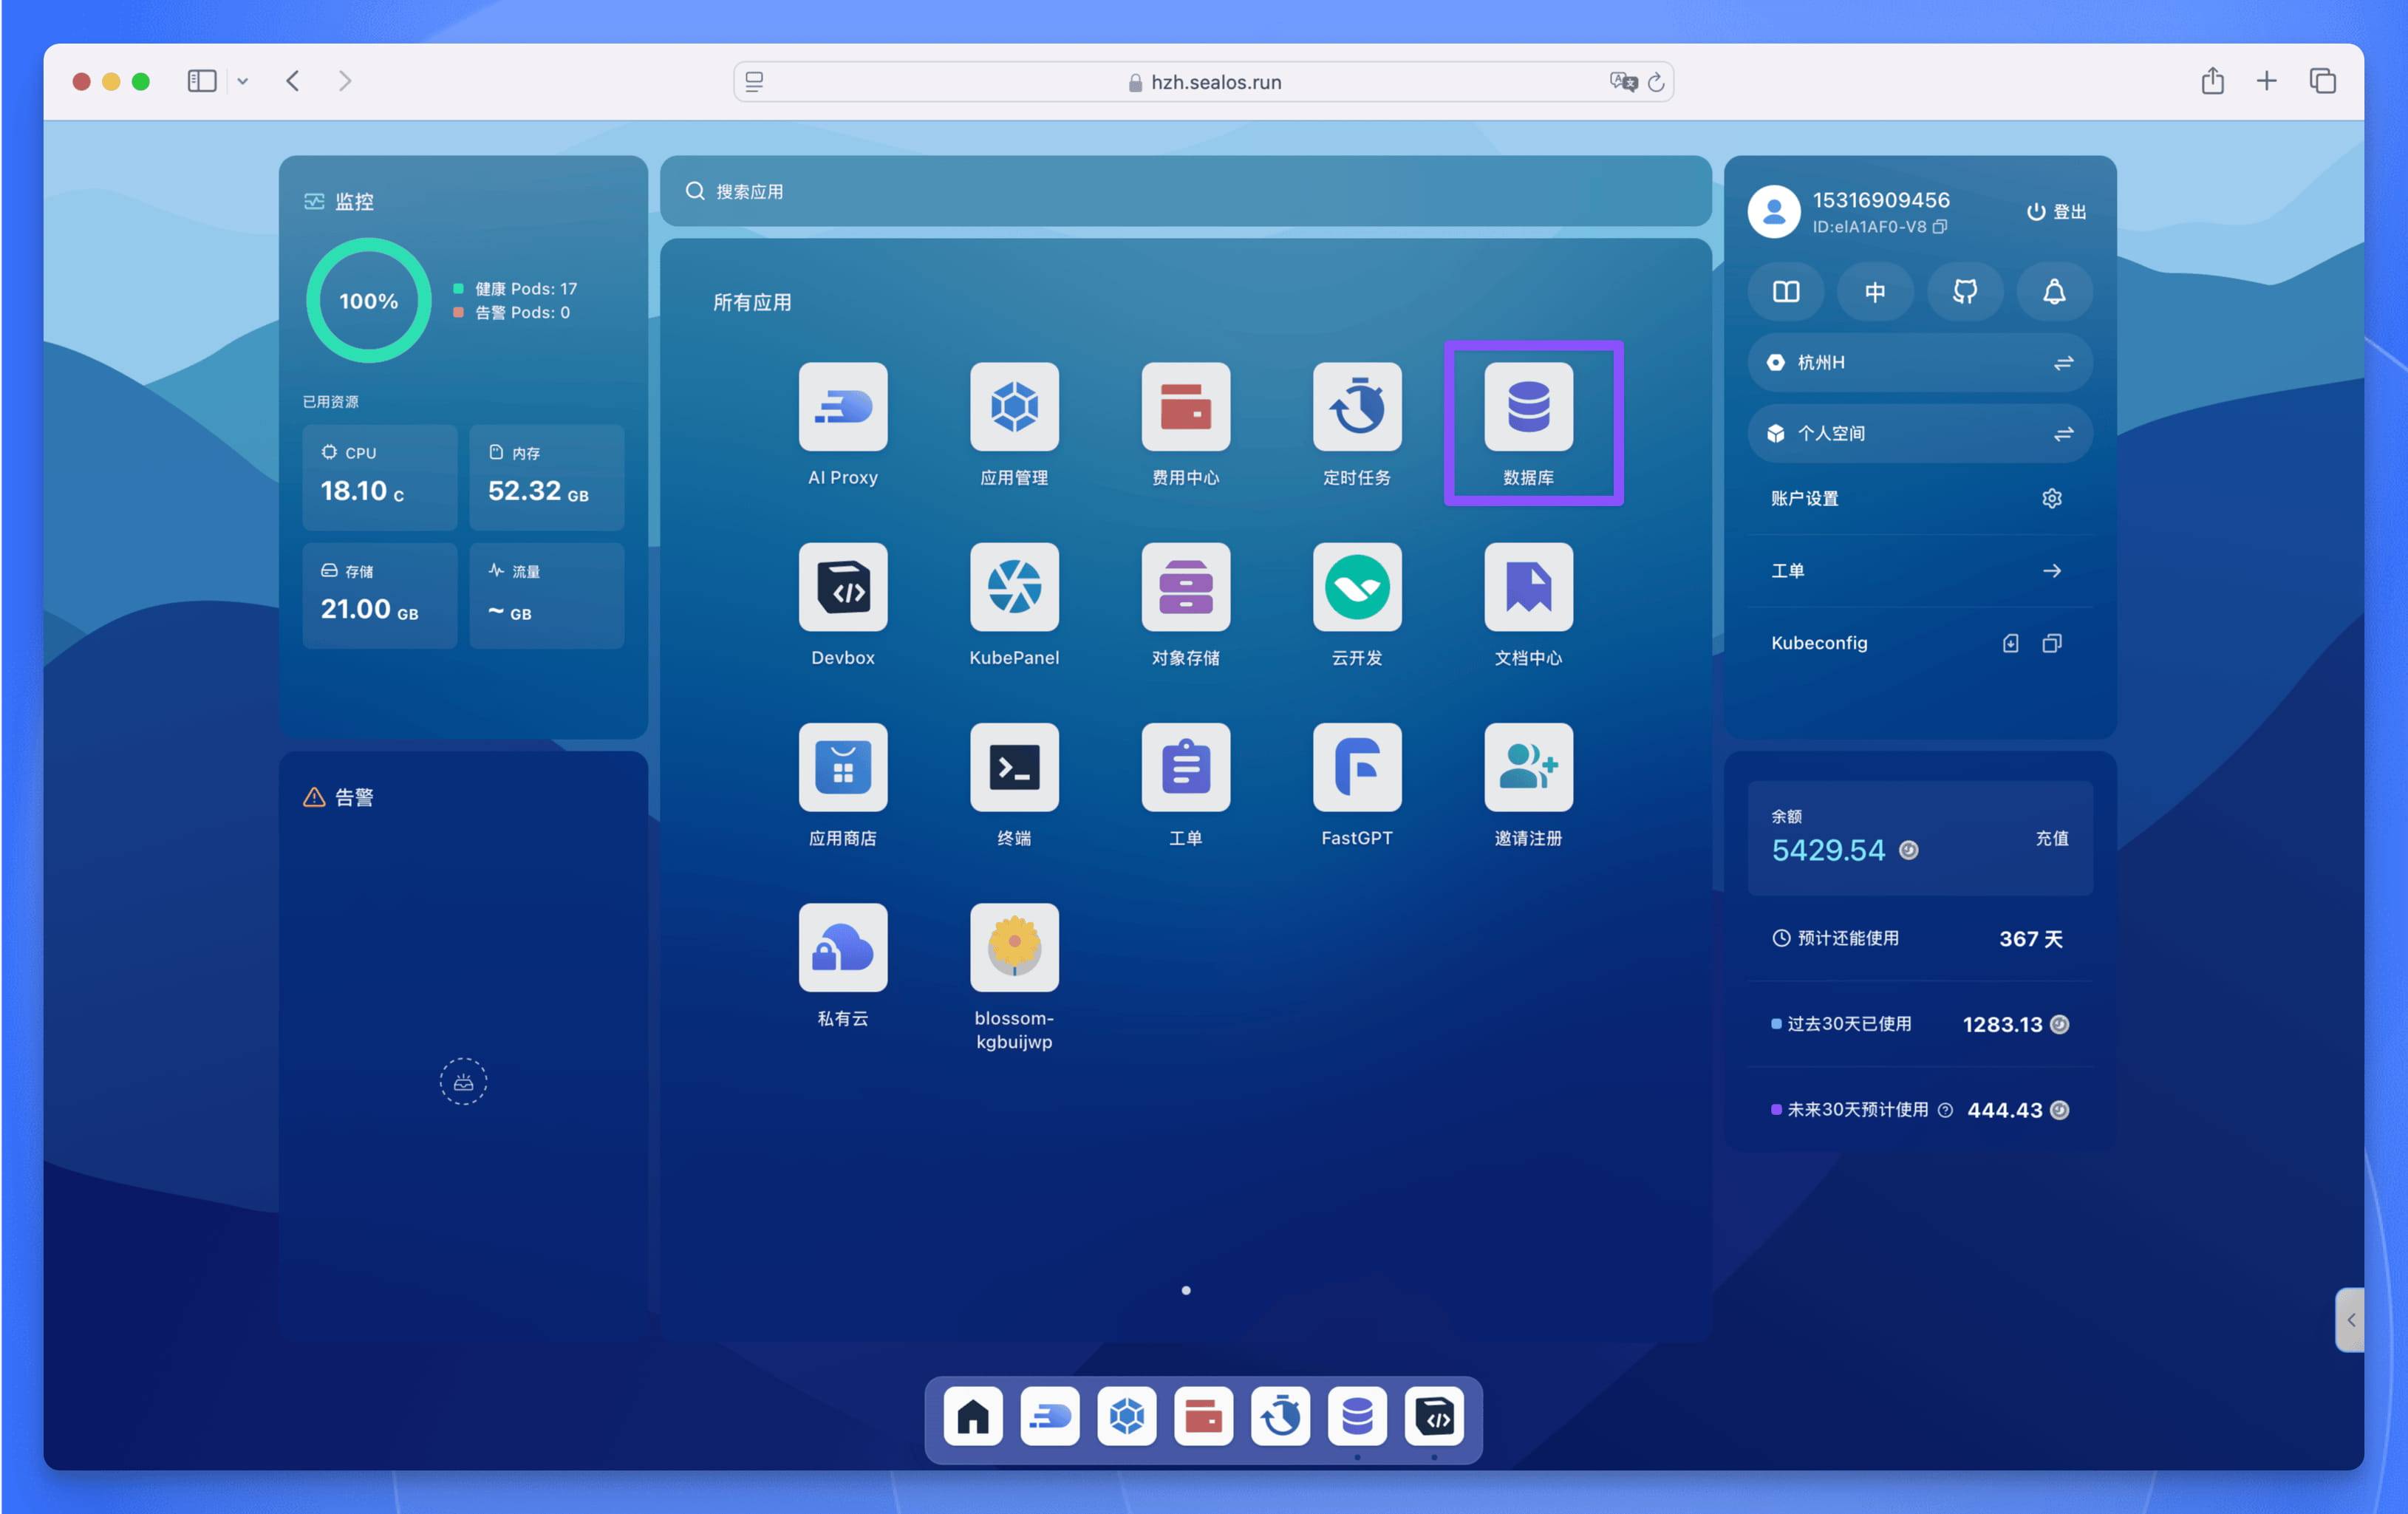 hzh.sealos.run
监控
100%
健康 Pods: 17
告警 Pods: 0
已用资源
CPU
18.10 C
内存
52.32 GB
存储
21.00 GB
流量
~ GB
告警
搜索应用
所有应用
AI Proxy
应用管理
费用中心
定时任务
数据库
Devbox
KubePanel
对象存储
云开发
文档中心
应用商店
终端
工单
FastGPT
邀请注册
私有云
blossom-
kgbuijwp
15316909456
ID:elA1AF0-V8
登出
中
杭州H
个人空间
账户设置
工单
Kubeconfig
余额
5429.54
充值
预计还能使用
367 天
过去30天已使用
1283.13
未来30天预计使用
444.43